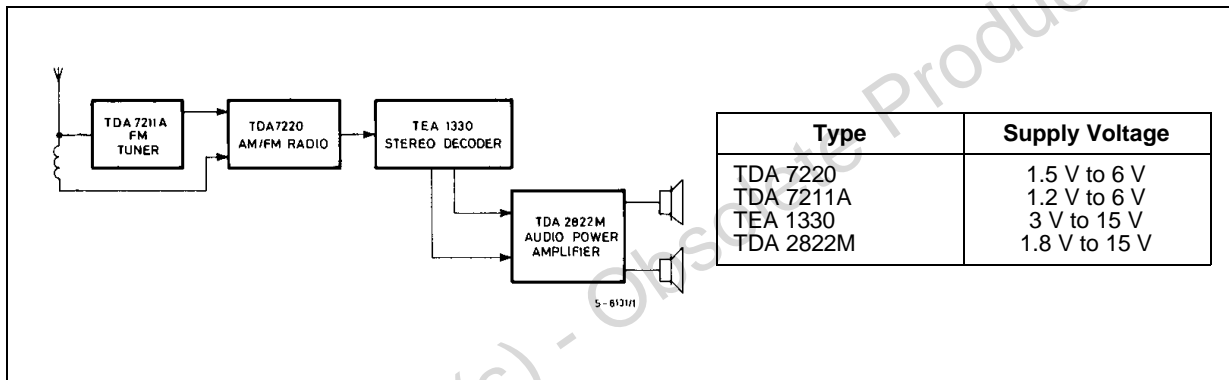 TDA 7211A
FM
TUNER
TDA7220
AM/FM RADIO
TEA 1330
STEREO DECODER
TDA 2822M
AUDIO POWER
AMPLIFIER
S-6131/1
Type Supply Voltage
TDA 7220 1.5 V to 6 V
TDA 7211A 1.2 V to 6 V
TEA 1330 3 V to 15 V
TDA 2822M 1.8 V to 15 V
(s) - Obsolete Produc